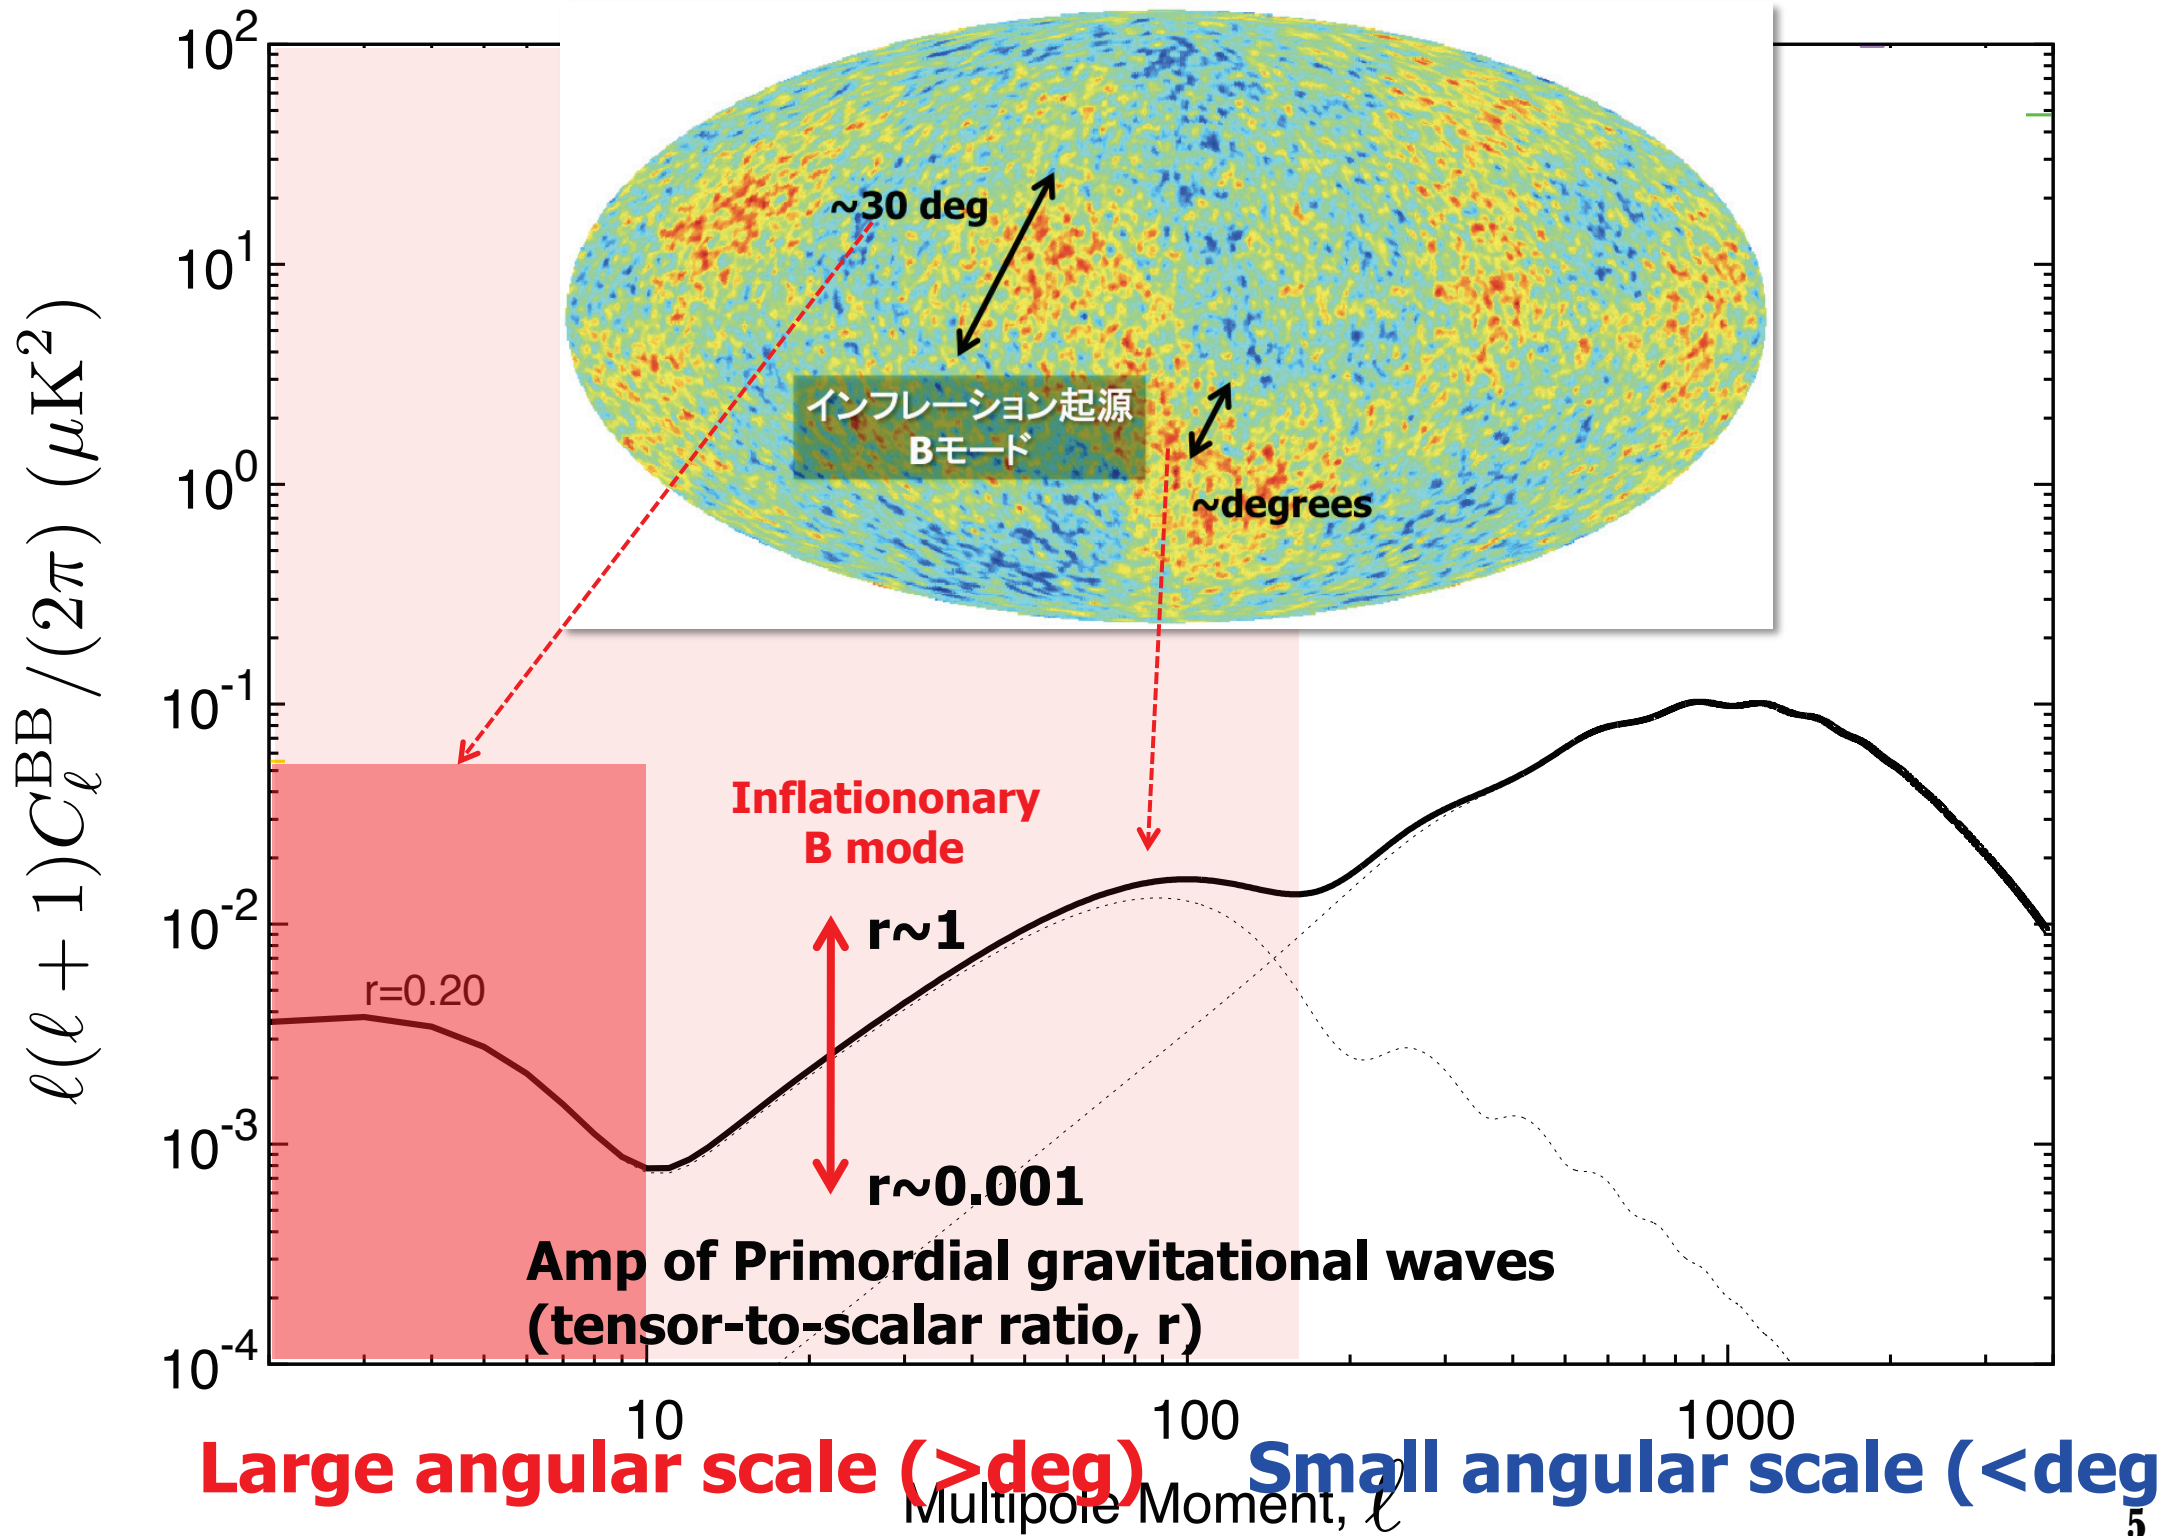 10^2
10^1
10^0
10^-1
10^-2
10^-3
10^-4
ℓ(ℓ + 1)C_ℓ^BB/(2π) (μK^2)
~30 deg
インフレーション起源
Bモード
~degrees
Inflationonary
B mode
r~1
r=0.20
r~0.001
Amp of Primordial gravitational waves
(tensor-to-scalar ratio, r)
10 100 1000
Large angular scale (>deg) Small angular scale (<deg
Multipole Moment, ℓ
5